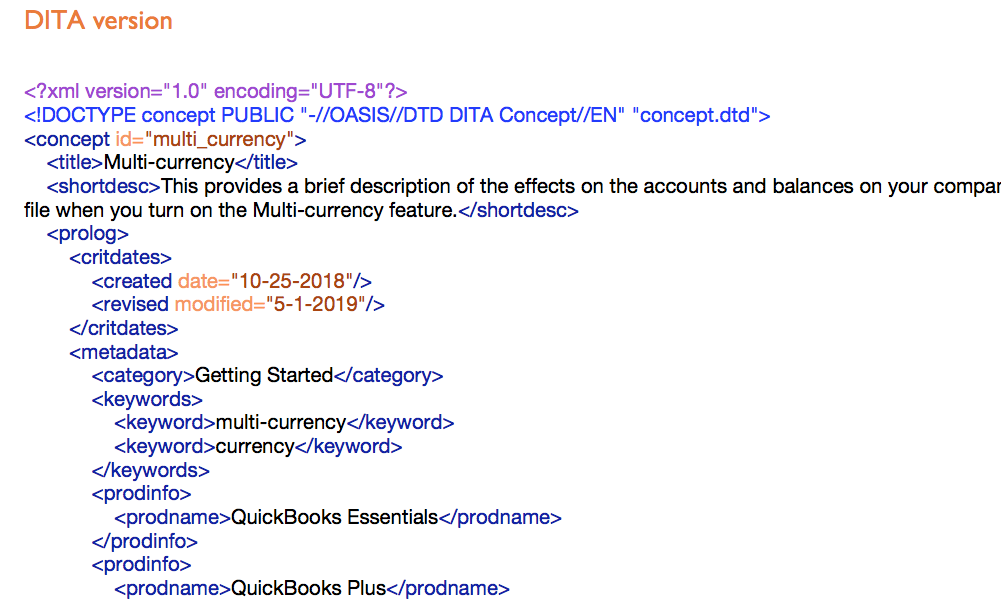 DITA version
<?xml version="1.0" encoding="UTF-8"?>
<!DOCTYPE concept PUBLIC "-//OASIS//DTD DITA Concept//EN" "concept.dtd">
<concept id="multi_currency">
<title>Multi-currency</title>
<shortdesc>This provides a brief description of the effects on the accounts and balances on your
file when you turn on the Multi-currency feature.</shortdesc>
<prolog>
<critdates>
<created date="10-25-2018"/>
<revised modified="5-1-2019"/>
</critdates>
<metadata>
<category>Getting Started</category>
<keywords>
<keyword>multi-currency</keyword>
<keyword>currency</keyword>
</keywords>
<prodinfo>
<prodname>QuickBooks Essentials</prodname>
</prodinfo>
<prodinfo>
<prodname>QuickBooks Plus</prodname>